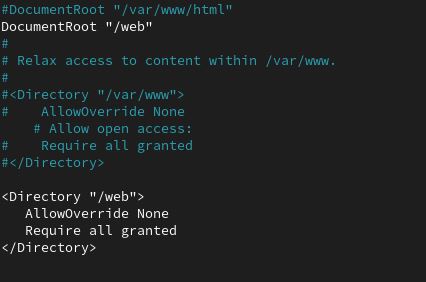 #DocumentRoot "/var/www/html"
DocumentRoot "/web"
#
# Relax access to content within /var/www.
#
#<Directory "/var/www">
#    AllowOverride None
    # Allow open access:
#    Require all granted
#</Directory>

<Directory "/web">
   AllowOverride None
   Require all granted
</Directory>